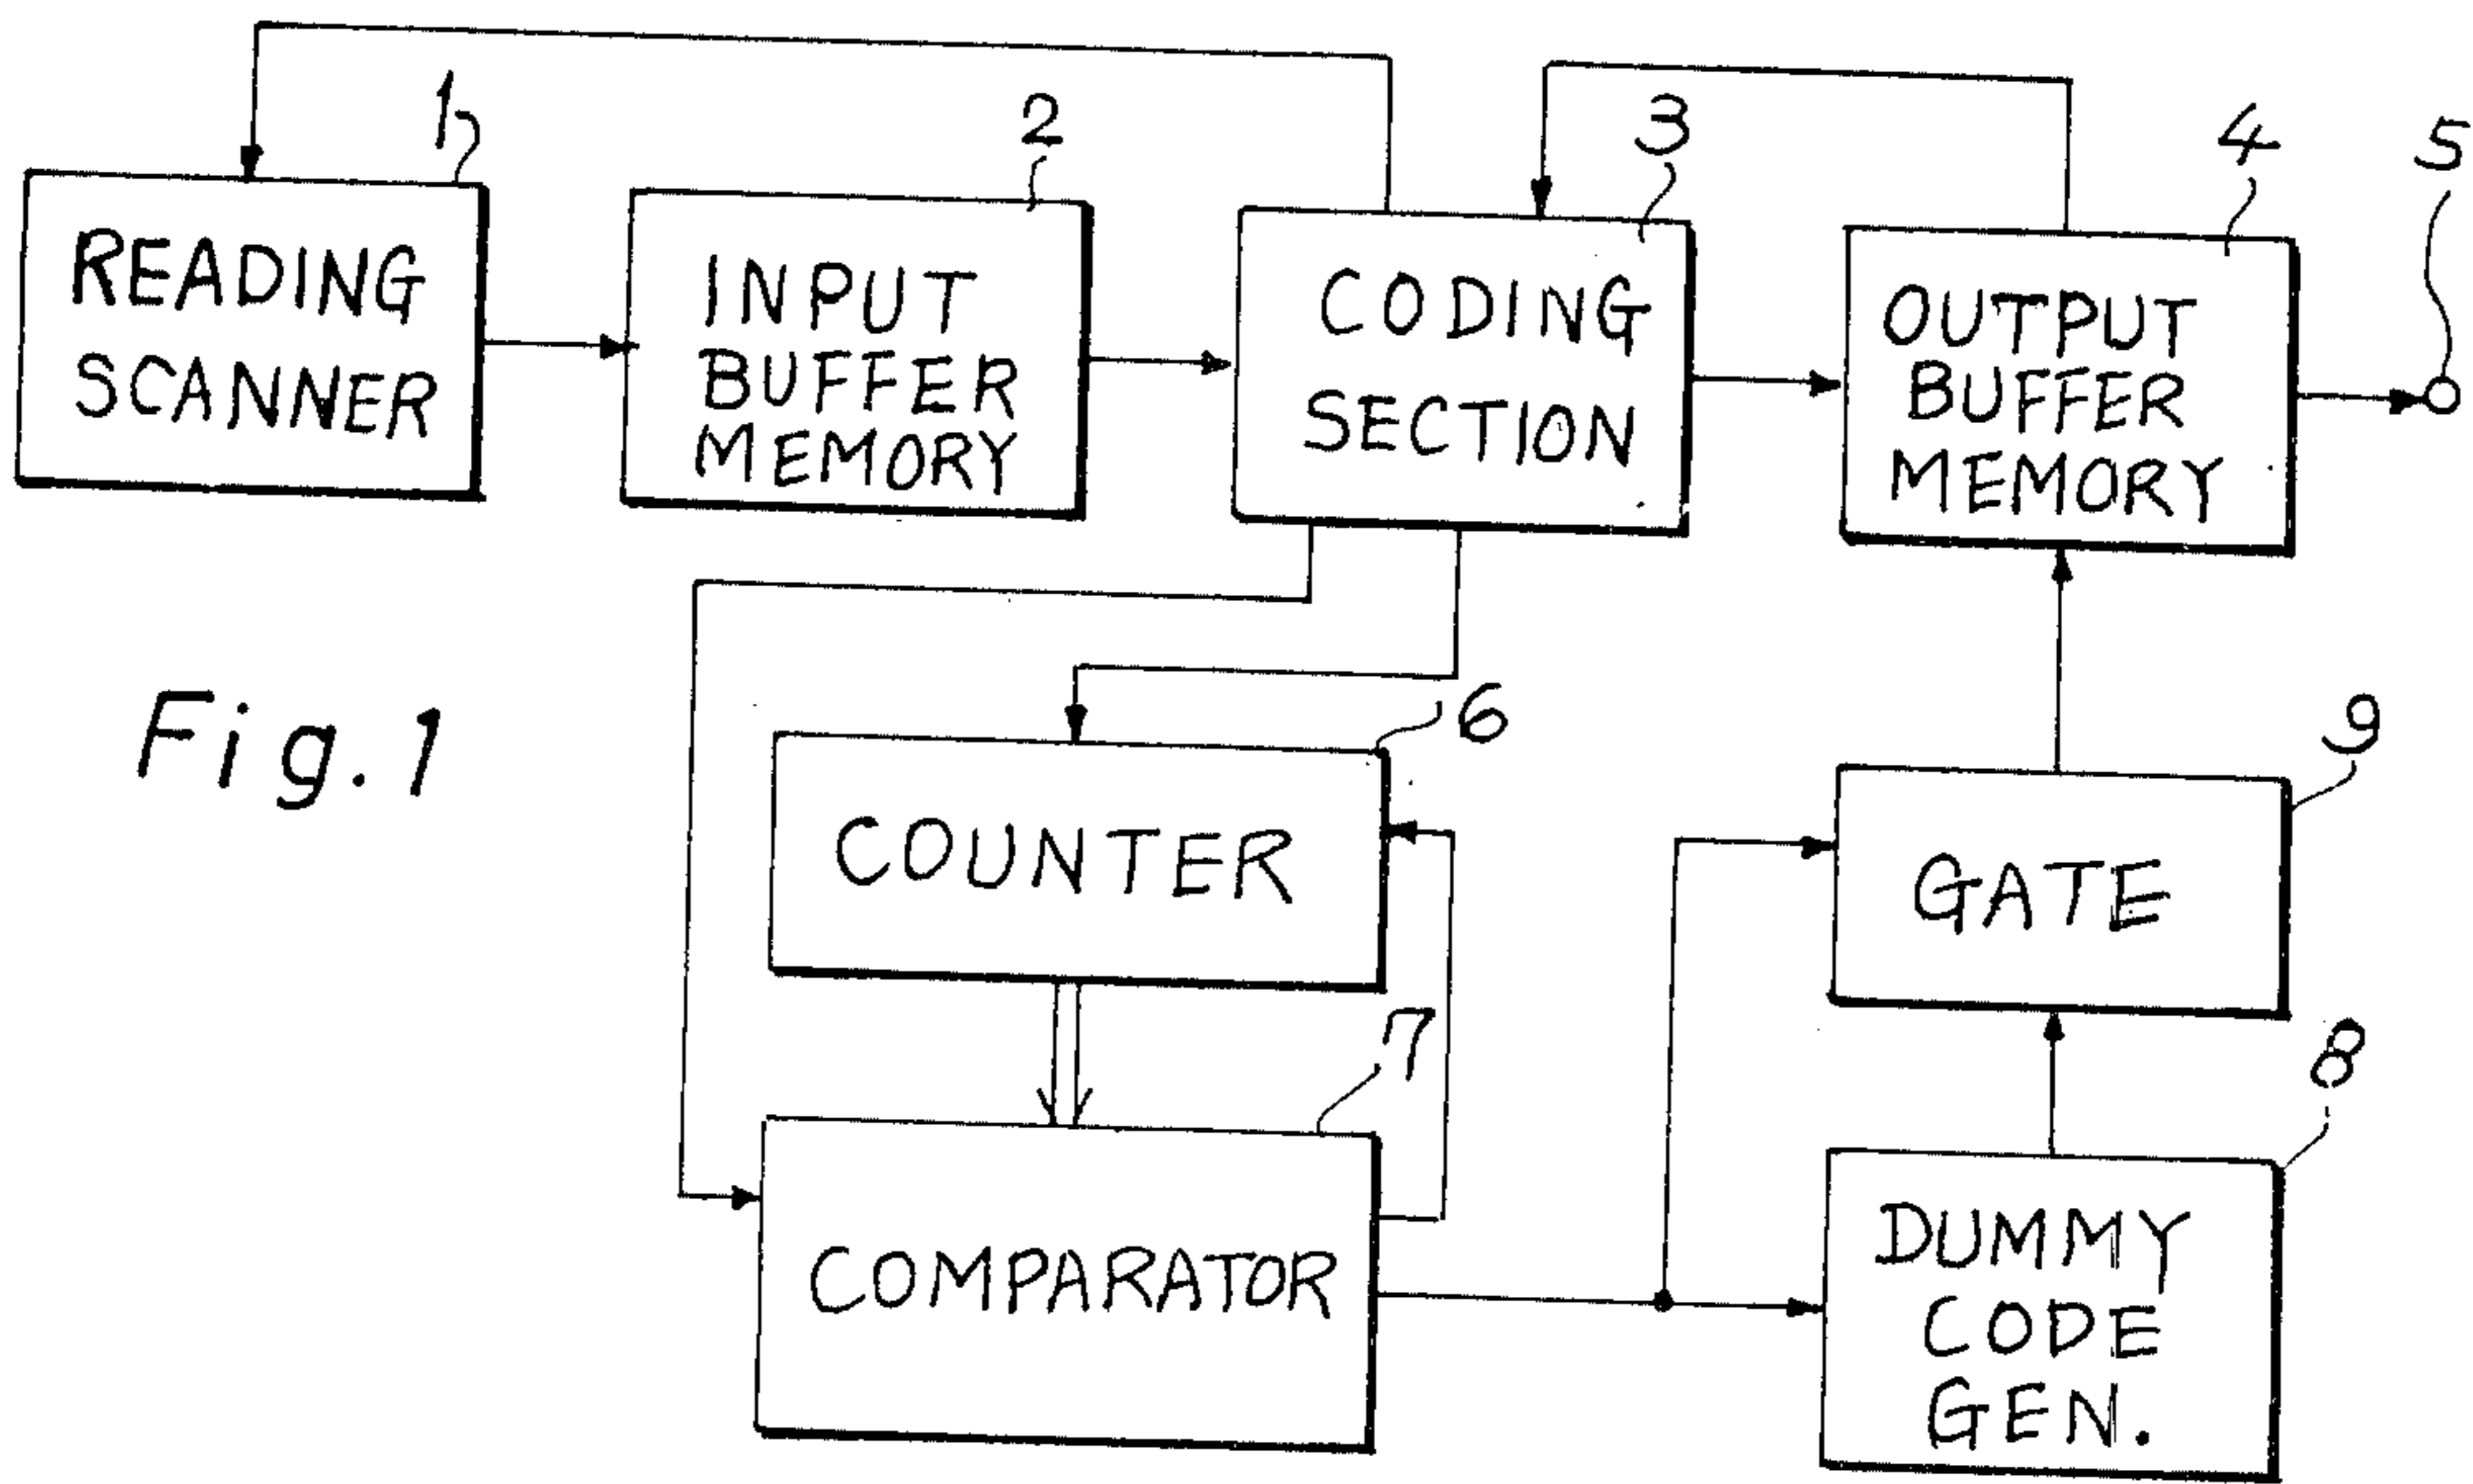 1
2
3
4
5
READING
SCANNER
INPUT
BUFFER
MEMORY
CODING
SECTION
OUTPUT
BUFFER
MEMORY
Fig.1
6
COUNTER
9
GATE
7
COMPARATOR
8
DUMMY
CODE
GEN.